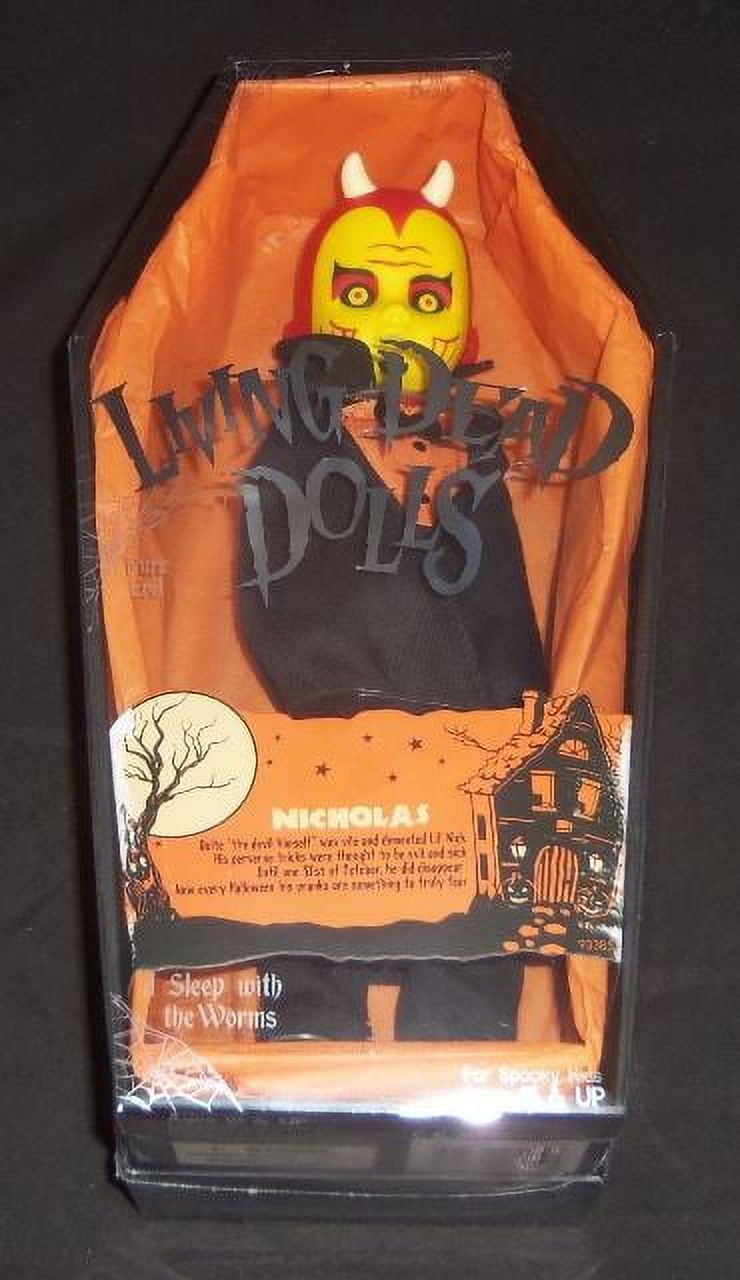 LIVING DEAD
DOLLS
NICHOLAS
Quite "the devil himself" was vile and demented Lil' Nick
His perverse tricks were thought to be evil and sick
Until one 31st of October, he did disappear
Now every Halloween his pranks are something to truly fear
Sleep with
the Worms
For Spooky Kids
UP